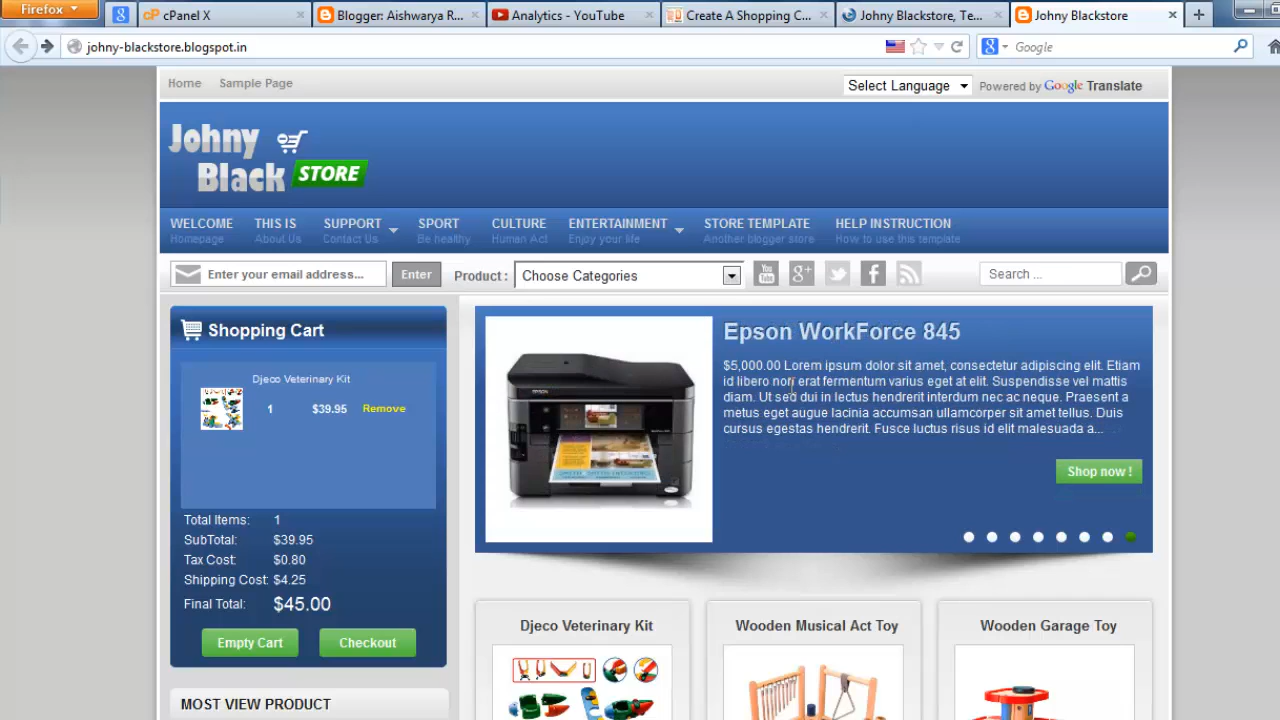 Firefox
cPanel X
Blogger: Aishwarya R...
Analytics - YouTube
Create A Shopping C...
Johny Blackstore, Te...
Johny Blackstore
johny-blackstore.blogspot.in
Google
Home
Sample Page
Select Language
Powered by Google Translate
Johny
Black STORE
WELCOME
Homepage
THIS IS
About Us
SUPPORT
Contact Us
SPORT
Be healthy
CULTURE
Human Act
ENTERTAINMENT
Enjoy your life
STORE TEMPLATE
Another blogger store
HELP INSTRUCTION
How to use this template
Enter your email address...
Enter
Product :
Choose Categories
You Tube
Search ...
Shopping Cart
Djeco Veterinary Kit
1 $39.95 Remove
Total Items: 1
SubTotal: $39.95
Tax Cost: $0.80
Shipping Cost: $4.25
Final Total: $45.00
Empty Cart
Checkout
MOST VIEW PRODUCT
EPSON
Epson WorkForce 845
$5,000.00 Lorem ipsum dolor sit amet, consectetur adipiscing elit. Etiam
id libero non erat fermentum varius eget at elit. Suspendisse vel mattis
diam. Ut sed dui in lectus hendrerit interdum nec ac neque. Praesent a
metus eget augue lacinia accumsan ullamcorper sit amet tellus. Duis
cursus egestas hendrerit. Fusce luctus risus id elit malesuada a...
Shop now !
Djeco Veterinary Kit
Wooden Musical Act Toy
Wooden Garage Toy